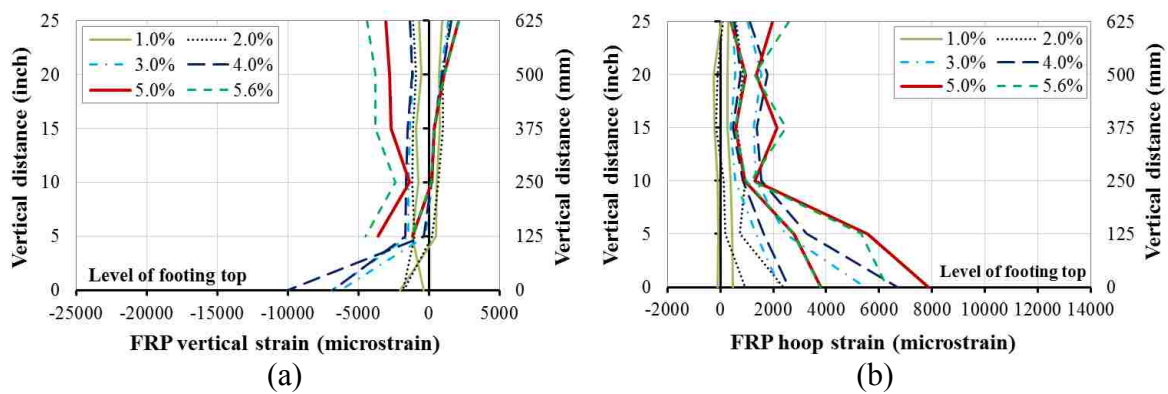 25 625
20 500
15 375
10 250
5 125
0 0
Vertical distance (inch)
Vertical distance (mm)
1.0% 2.0%
3.0% 4.0%
5.0% 5.6%
Level of footing top
-25000 -20000 -15000 -10000 -5000 0 5000
FRP vertical strain (microstrain)
(a)
25 625
20 500
15 375
10 250
5 125
0 0
Vertical distance (inch)
Vertical distance (mm)
1.0% 2.0%
3.0% 4.0%
5.0% 5.6%
Level of footing top
-2000 0 2000 4000 6000 8000 10000 12000 14000
FRP hoop strain (microstrain)
(b)